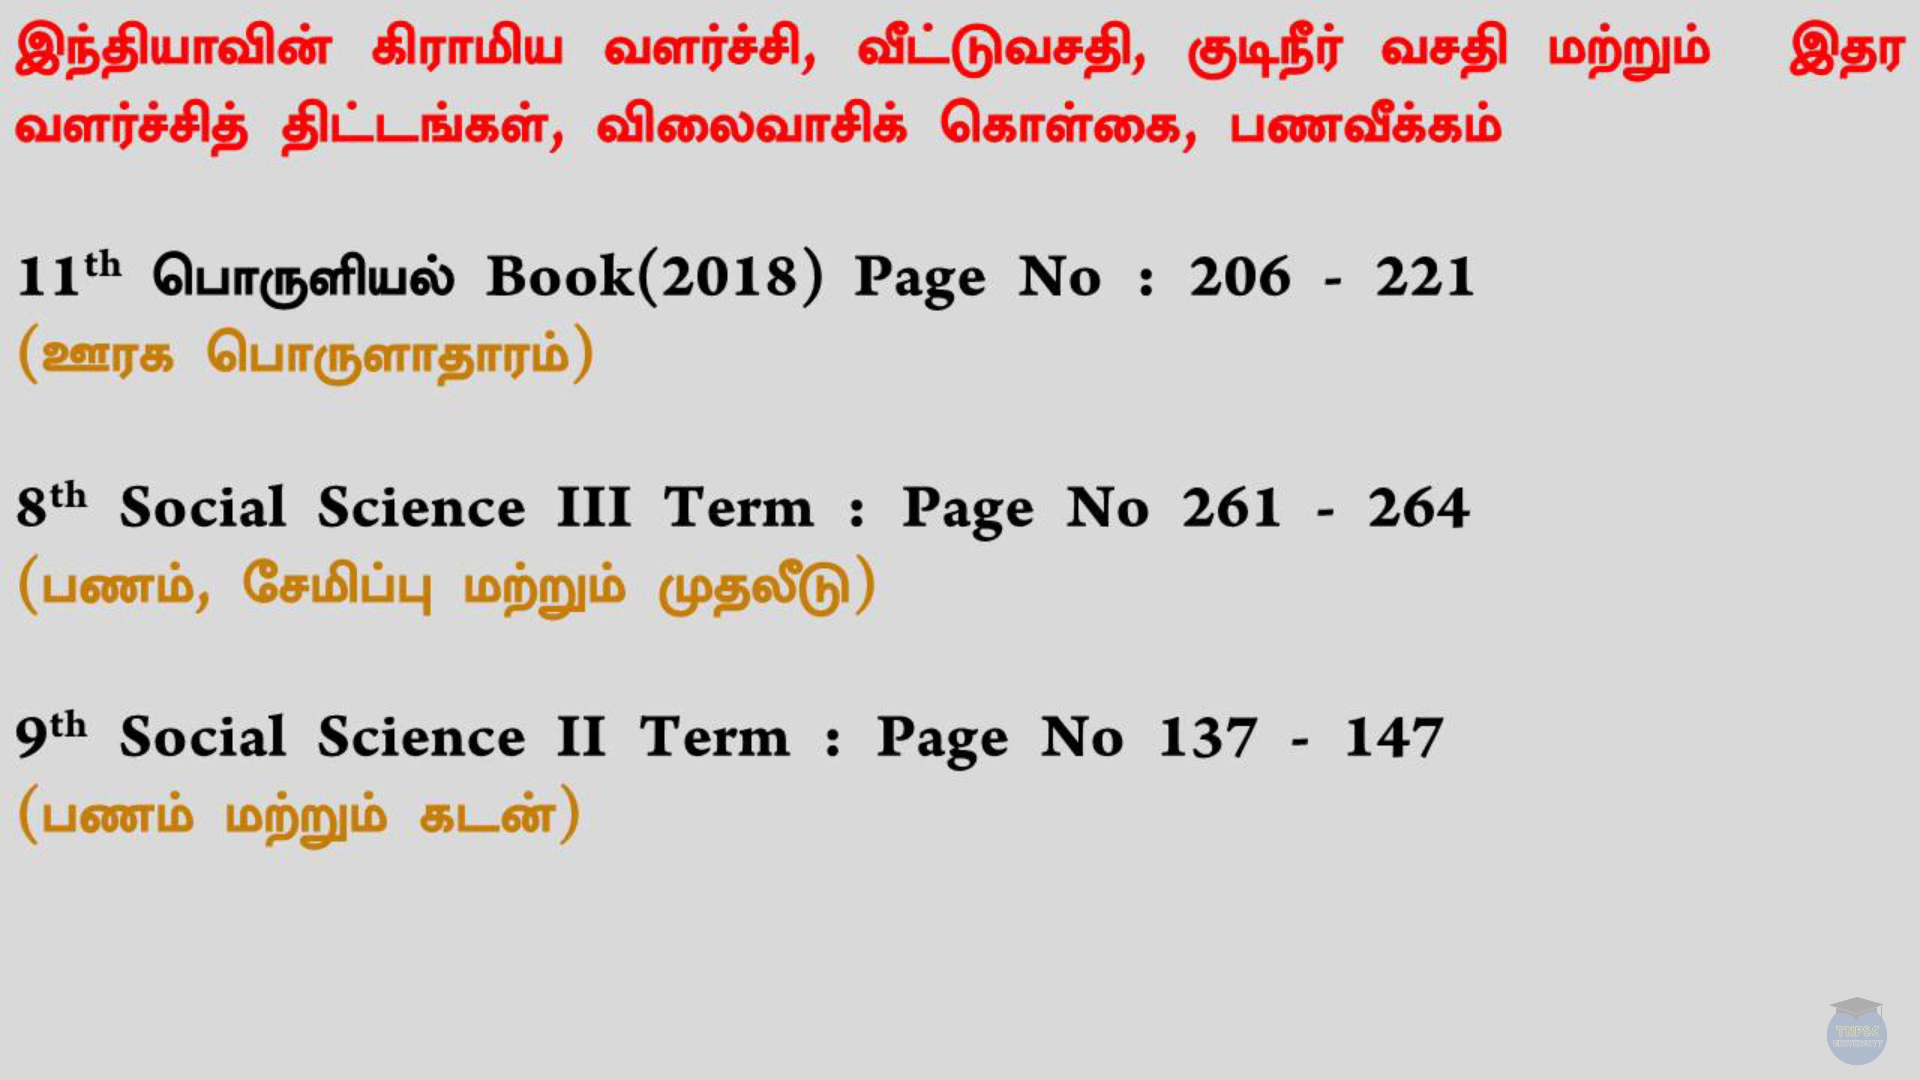 இந்தியாவின் கிராமிய வளர்ச்சி, வீட்டுவசதி, குடிநீர் வசதி மற்றும் இதர
வளர்ச்சித் திட்டங்கள், விலைவாசிக் கொள்கை, பணவீக்கம்
11th பொருளியல் Book(2018) Page No : 206 - 221
(ஊரக பொருளாதாரம்)
8th Social Science III Term : Page No 261 - 264
(பணம், சேமிப்பு மற்றும் முதலீடு)
9th Social Science II Term : Page No 137 - 147
(பணம் மற்றும் கடன்)
TNPSC
UNIVERSITY